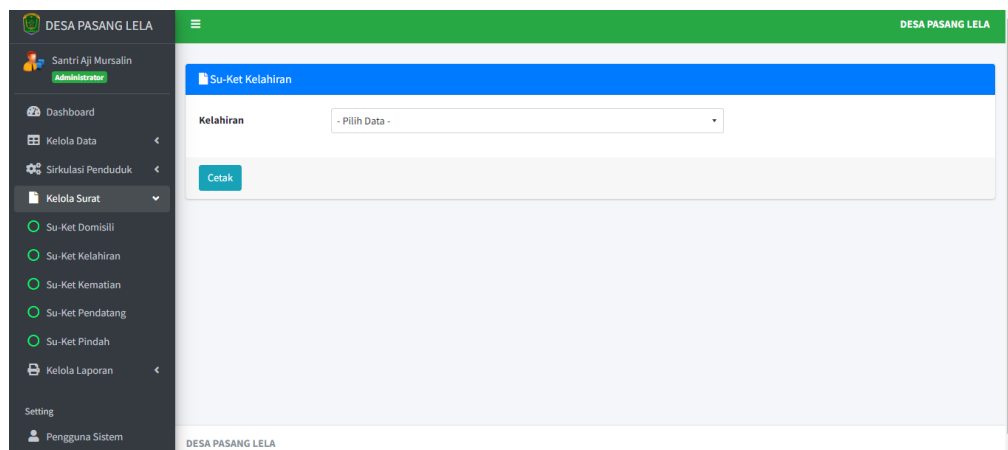 DESA PASANG LELA
DESA PASANG LELA
Santri Aji Mursalin
Administrator
Dashboard
Kelola Data
Sirkulasi Penduduk
Kelola Surat
Su-Ket Domisili
Su-Ket Kelahiran
Su-Ket Kematian
Su-Ket Pendatang
Su-Ket Pindah
Kelola Laporan
Setting
Pengguna Sistem
Su-Ket Kelahiran
Kelahiran
- Pilih Data -
Cetak
DESA PASANG LELA